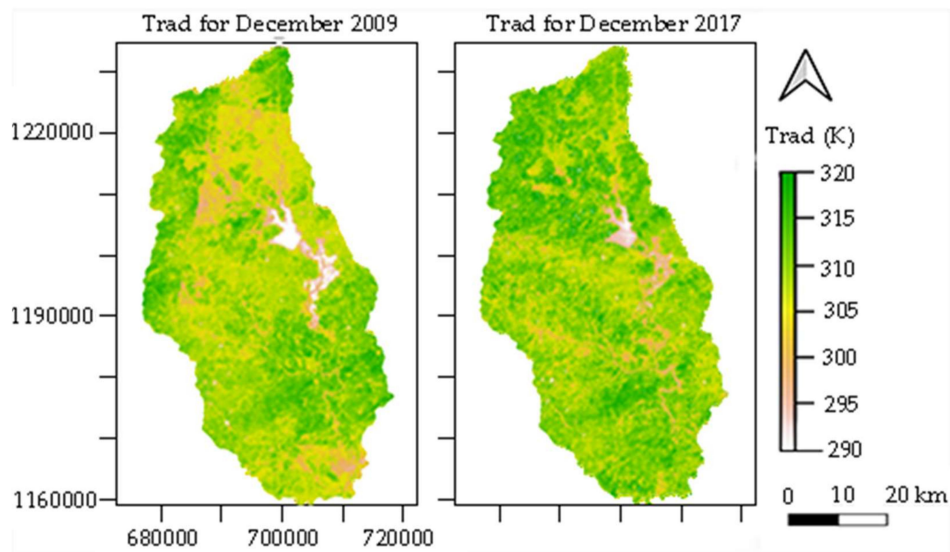 Trad for December 2009
Trad for December 2017
1220000
1190000
1160000
680000 700000 720000
Trad (K)
320
315
310
305
300
295
290
0 10 20 km